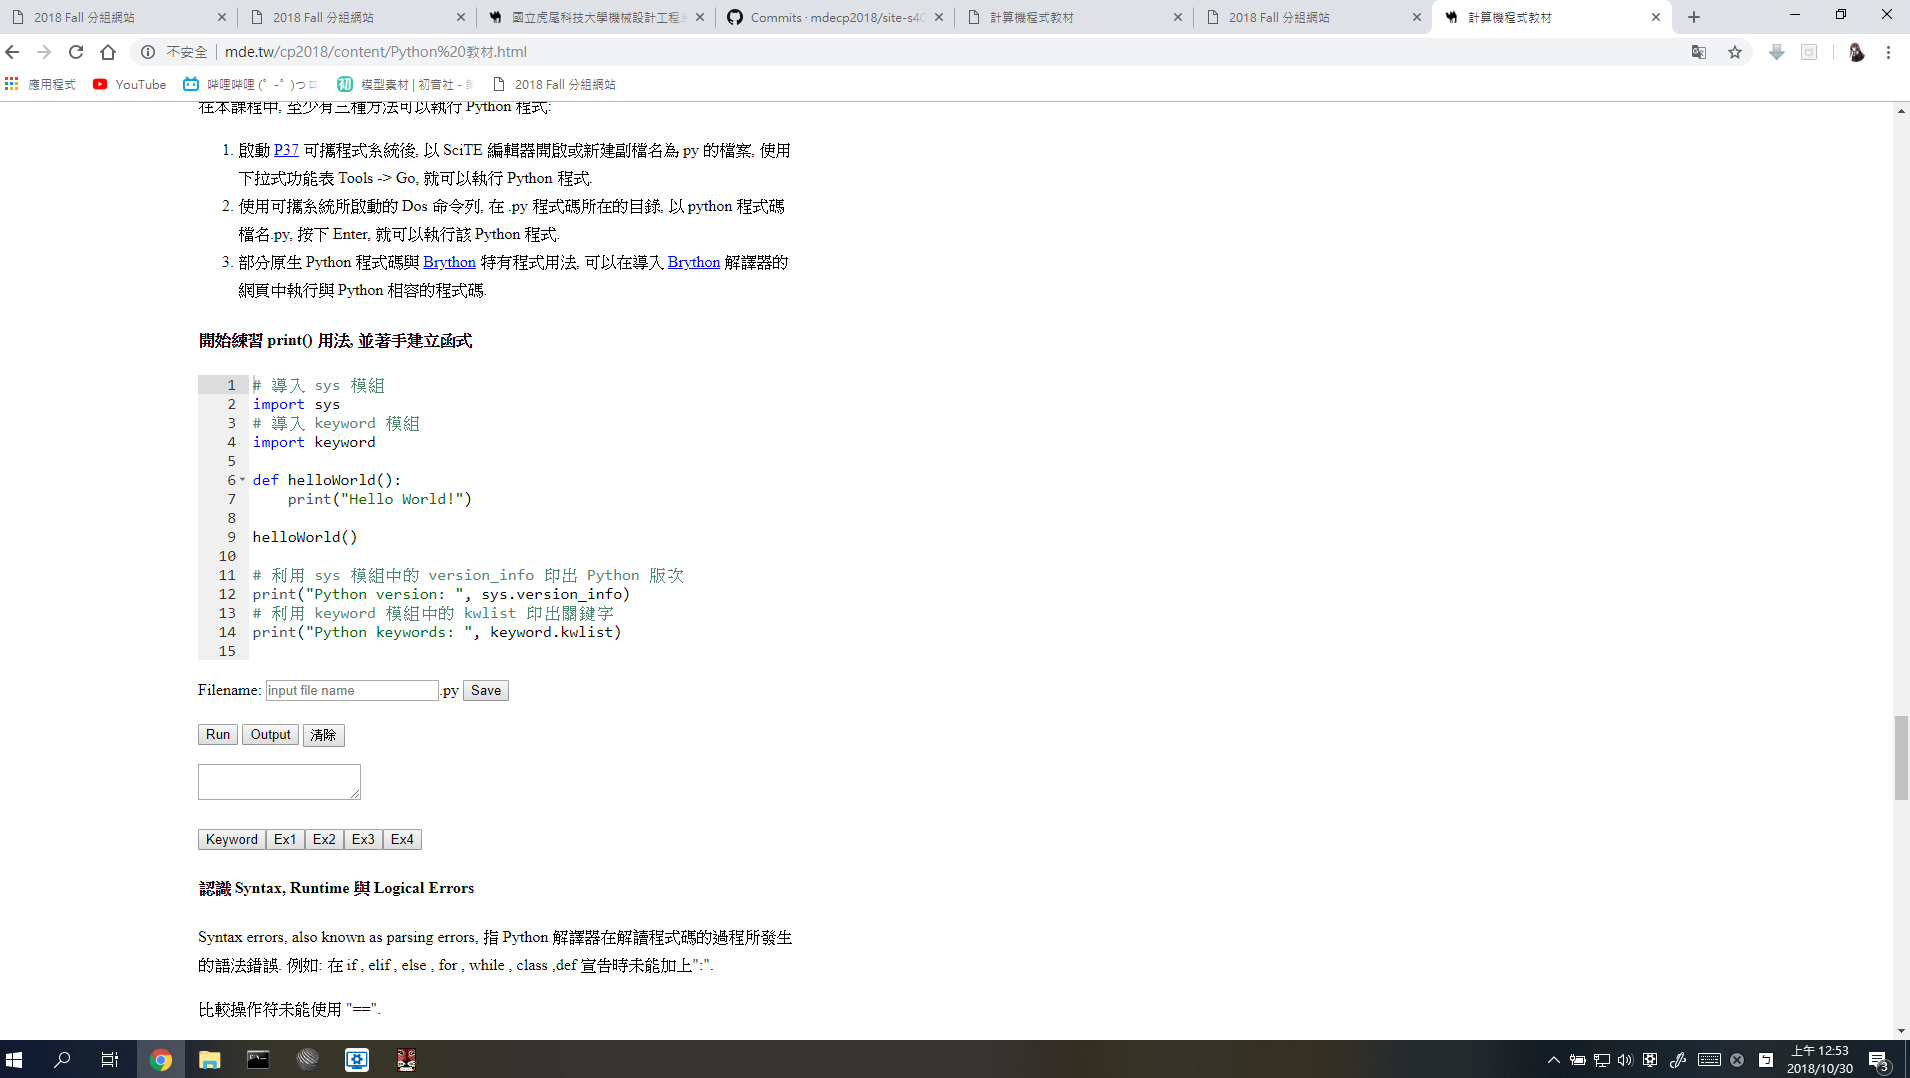 2018 Fall 分組網站
2018 Fall 分組網站
國立虎尾科技大學機械設計工程
Commits · mdecp2018/site-s40
計算機程式教材
2018 Fall 分組網站
計算機程式教材
不安全 mde.tw/cp2018/content/Python%20教材.html
應用程式 YouTube 嗶哩嗶哩 (゜-゜)つロ 模型素材 | 初音社 - 2018 Fall 分組網站
在本課程中, 至少有三種方法可以執行 Python 程式:
1. 啟動 P37 可攜程式系統後, 以 SciTE 編輯器開啟或新建副檔名為 py 的檔案, 使用
下拉式功能表 Tools -> Go, 就可以執行 Python 程式.
2. 使用可攜系統所啟動的 Dos 命令列, 在 .py 程式碼所在的目錄, 以 python 程式碼
檔名.py, 按下 Enter, 就可以執行該 Python 程式.
3. 部分原生 Python 程式碼與 Brython 特有程式用法, 可以在導入 Brython 解譯器的
網頁中執行與 Python 相容的程式碼.
開始練習 print() 用法, 並著手建立函式
1 # 導入 sys 模組
2 import sys
3 # 導入 keyword 模組
4 import keyword
5
6 def helloWorld():
7     print("Hello World!")
8
9 helloWorld()
10
11 # 利用 sys 模組中的 version_info 印出 Python 版次
12 print("Python version: ", sys.version_info)
13 # 利用 keyword 模組中的 kwlist 印出關鍵字
14 print("Python keywords: ", keyword.kwlist)
15
Filename: input file name .py Save
Run Output 清除
Keyword Ex1 Ex2 Ex3 Ex4
認識 Syntax, Runtime 與 Logical Errors
Syntax errors, also known as parsing errors, 指 Python 解譯器在解讀程式碼的過程所發生
的語法錯誤. 例如: 在 if , elif , else , for , while , class ,def 宣告時未能加上":".
比較操作符未能使用 "==".
上午 12:53
2018/10/30
3